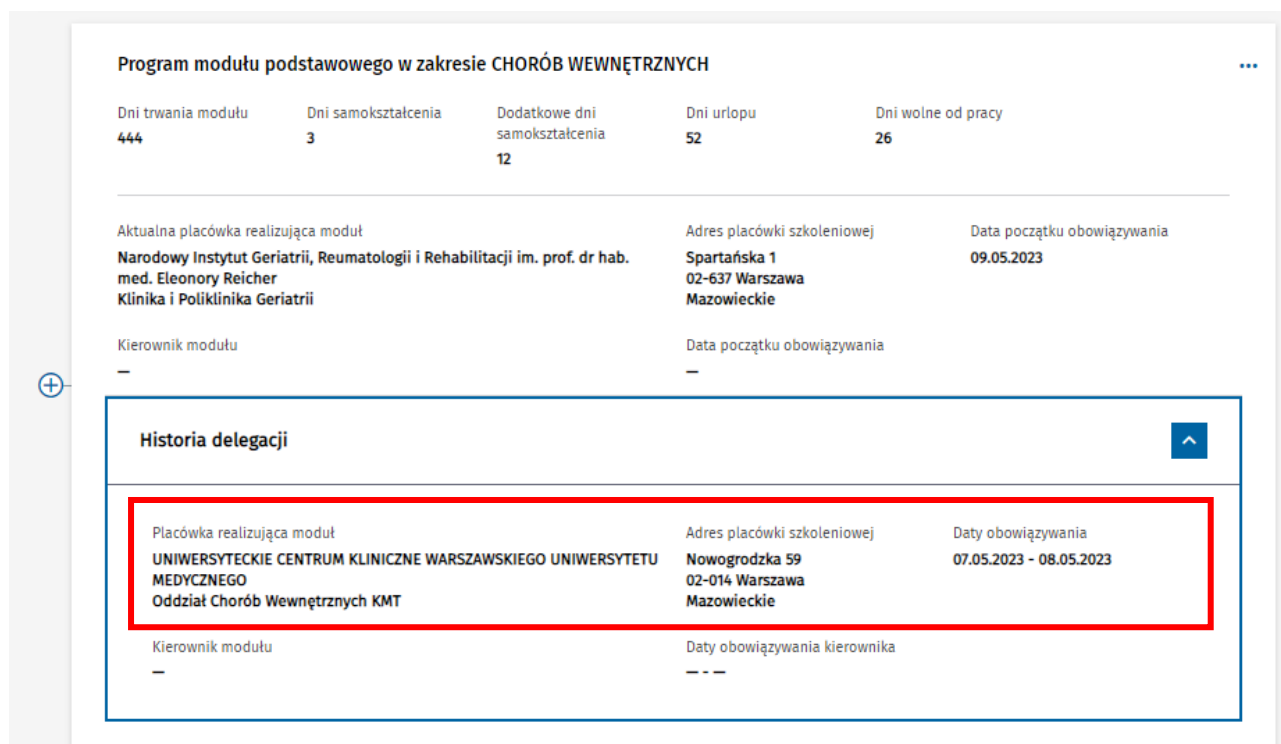 Program modułu podstawowego w zakresie CHORÓB WEWNĘTRZNYCH
Dni trwania modułu
444
Dni samokształcenia
3
Dodatkowe dni
samokształcenia
12
Dni urlopu
52
Dni wolne od pracy
26
Aktualna placówka realizująca moduł
Narodowy Instytut Geriatrii, Reumatologii i Rehabilitacji im. prof. dr hab.
med. Eleonory Reicher
Klinika i Poliklinika Geriatrii
Adres placówki szkoleniowej
Spartańska 1
02-637 Warszawa
Mazowieckie
Data początku obowiązywania
09.05.2023
Kierownik modułu
—
Data początku obowiązywania
—
Historia delegacji
Placówka realizująca moduł
UNIWERSYTECKIE CENTRUM KLINICZNE WARSZAWSKIEGO UNIWERSYTETU
MEDYCZNEGO
Oddział Chorób Wewnętrznych KMT
Adres placówki szkoleniowej
Nowogrodzka 59
02-014 Warszawa
Mazowieckie
Daty obowiązywania
07.05.2023 - 08.05.2023
Kierownik modułu
—
Daty obowiązywania kierownika
— - —